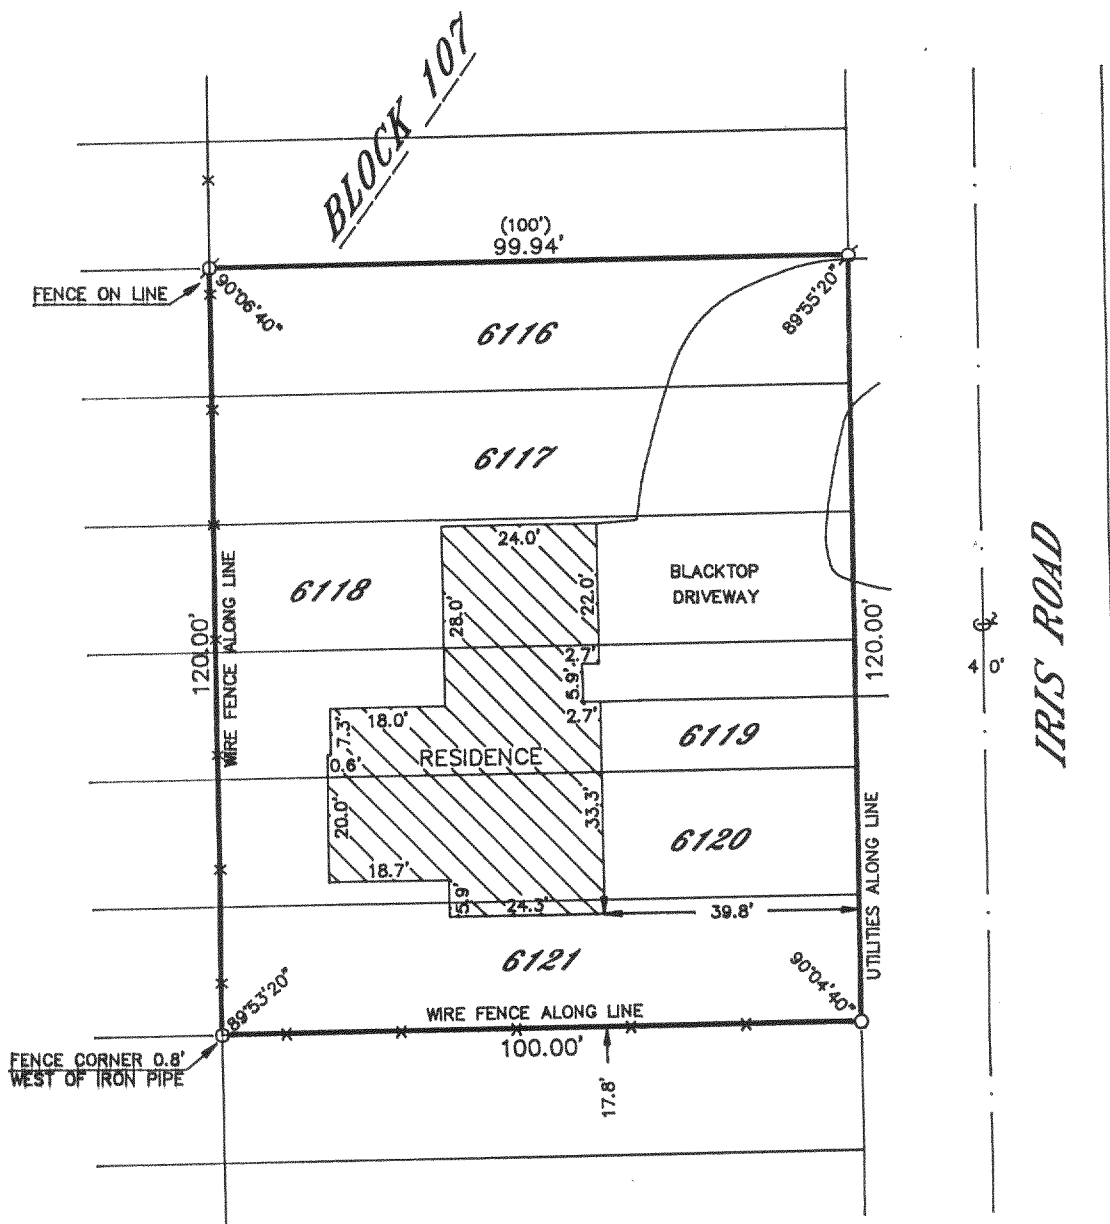 BLOCK 107
(100')
99.94'
FENCE ON LINE
90°06'40"
89°55'20"
6116
6117
24.0'
6118
28.0'
22.0'
BLACKTOP
DRIVEWAY
120.00'
WIRE FENCE ALONG LINE
2.7'
5.9'
2.7'
120.00'
40'
IRIS ROAD
18.0'
7.3'
0.6'
RESIDENCE
6119
20.0'
33.3'
6120
18.7'
5.9'
24.3'
39.8'
UTILITIES ALONG LINE
6121
89°53'20"
90°04'40"
WIRE FENCE ALONG LINE
100.00'
FENCE CORNER 0.8'
WEST OF IRON PIPE
17.8'